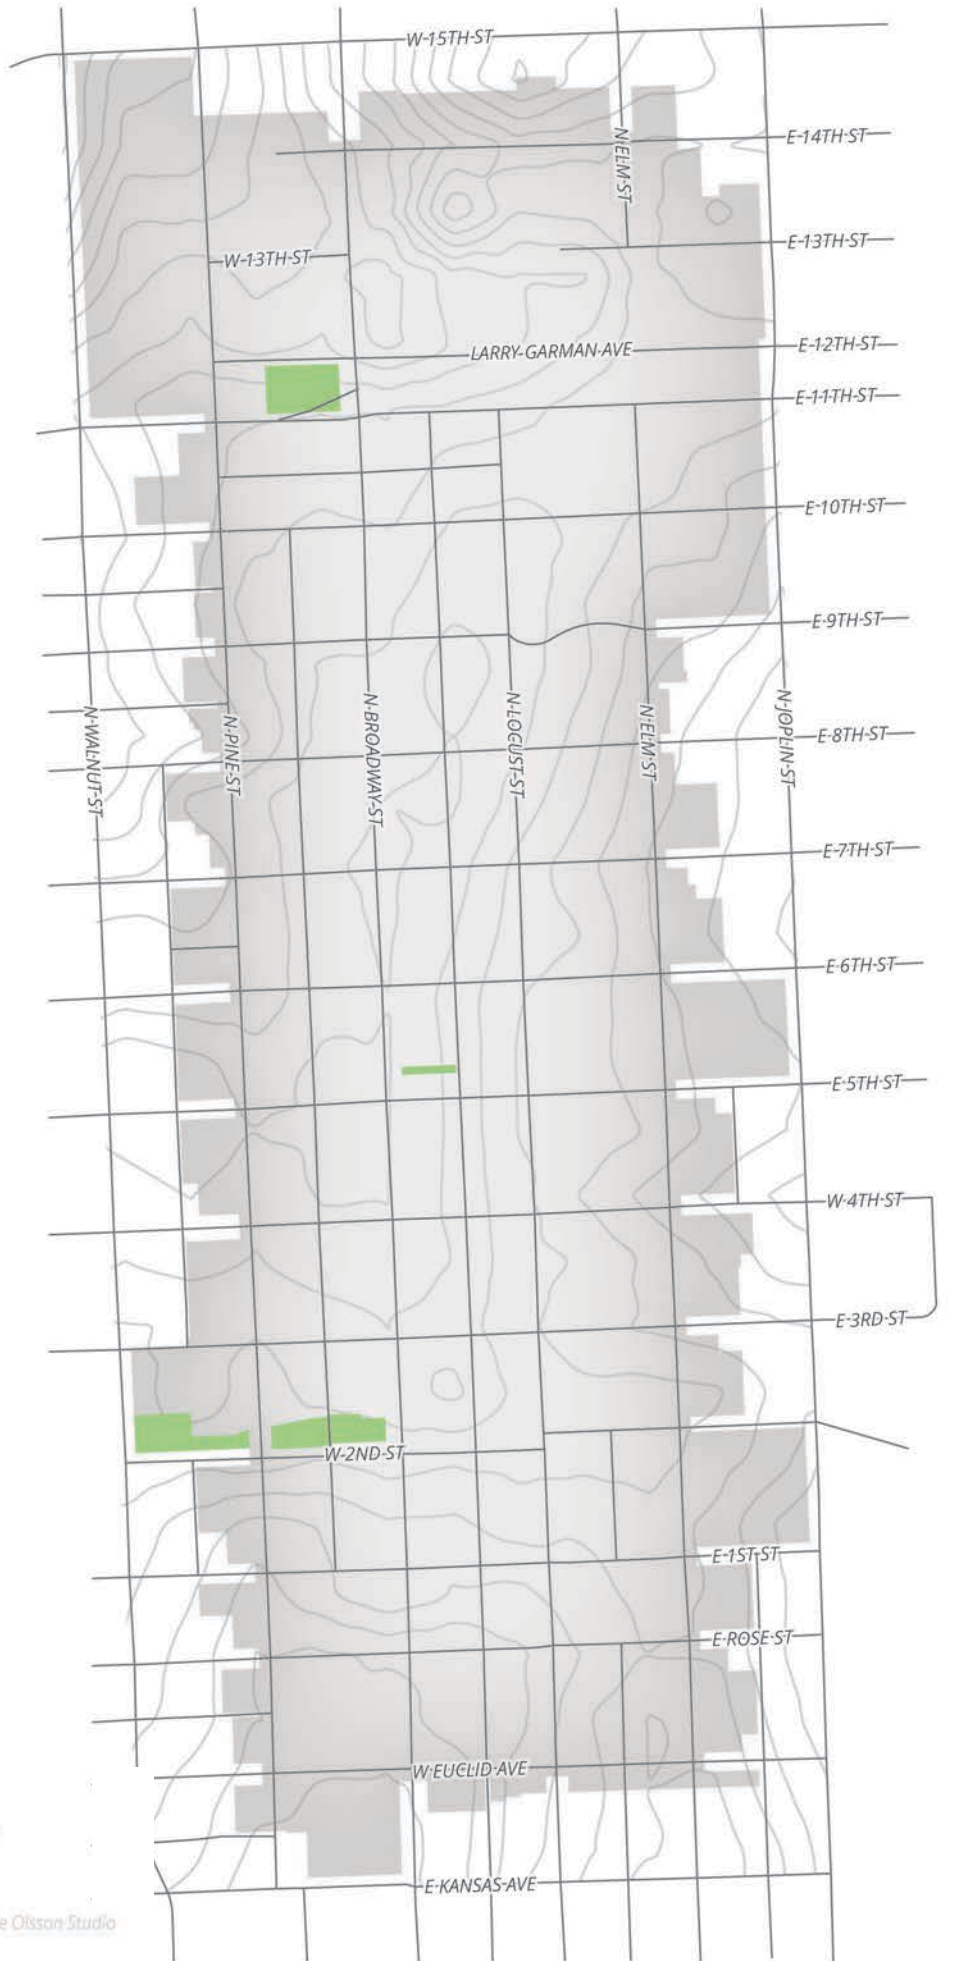 W-15TH-ST
E-14TH-ST
N-ELM-ST
E-13TH-ST
W-13TH-ST
E-12TH-ST
LARRY-GARMAN-AVE
E-11TH-ST
E-10TH-ST
E-9TH-ST
N-WALNUT-ST
N-PINE-ST
N-BROADWAY-ST
N-LOCUST-ST
N-ELM-ST
N-JOPLIN-ST
E-8TH-ST
E-7TH-ST
E-6TH-ST
E-5TH-ST
W-4TH-ST
E-3RD-ST
W-2ND-ST
E-1ST-ST
E-ROSE-ST
W-EUCLID-AVE
E-KANSAS-AVE
e Olsson Studio